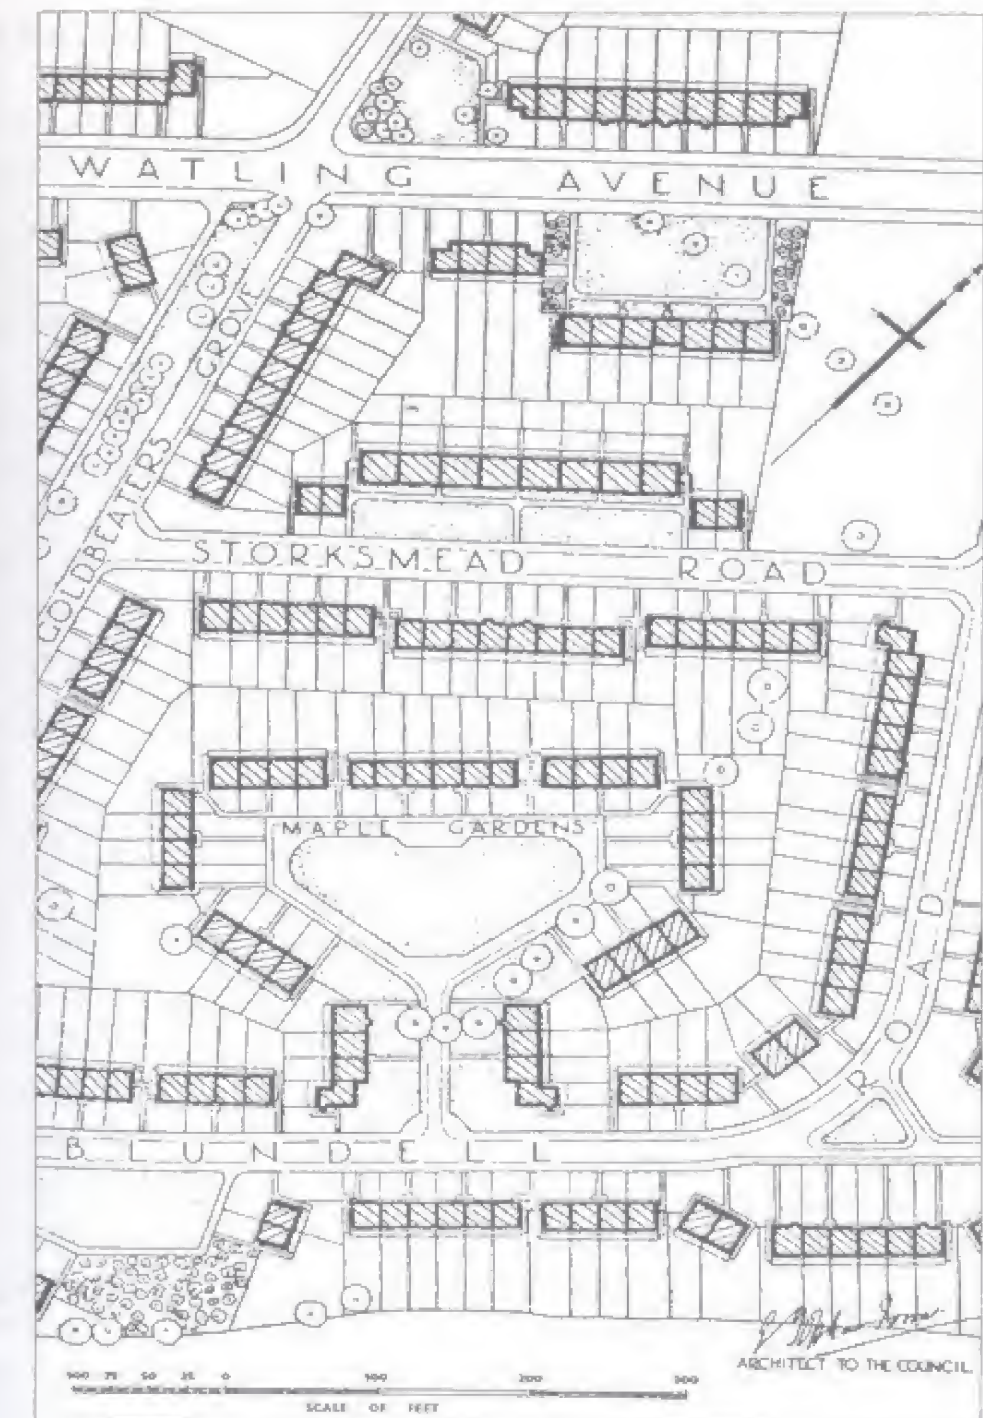 WATLING AVENUE
GOLDBEATERS GROVE
STORKSMEAD ROAD
MAPLE GARDENS
BLUNDELL ROAD
ARCHITECT TO THE COUNCIL
100 75 50 25 0 100 200 300
SCALE OF FEET